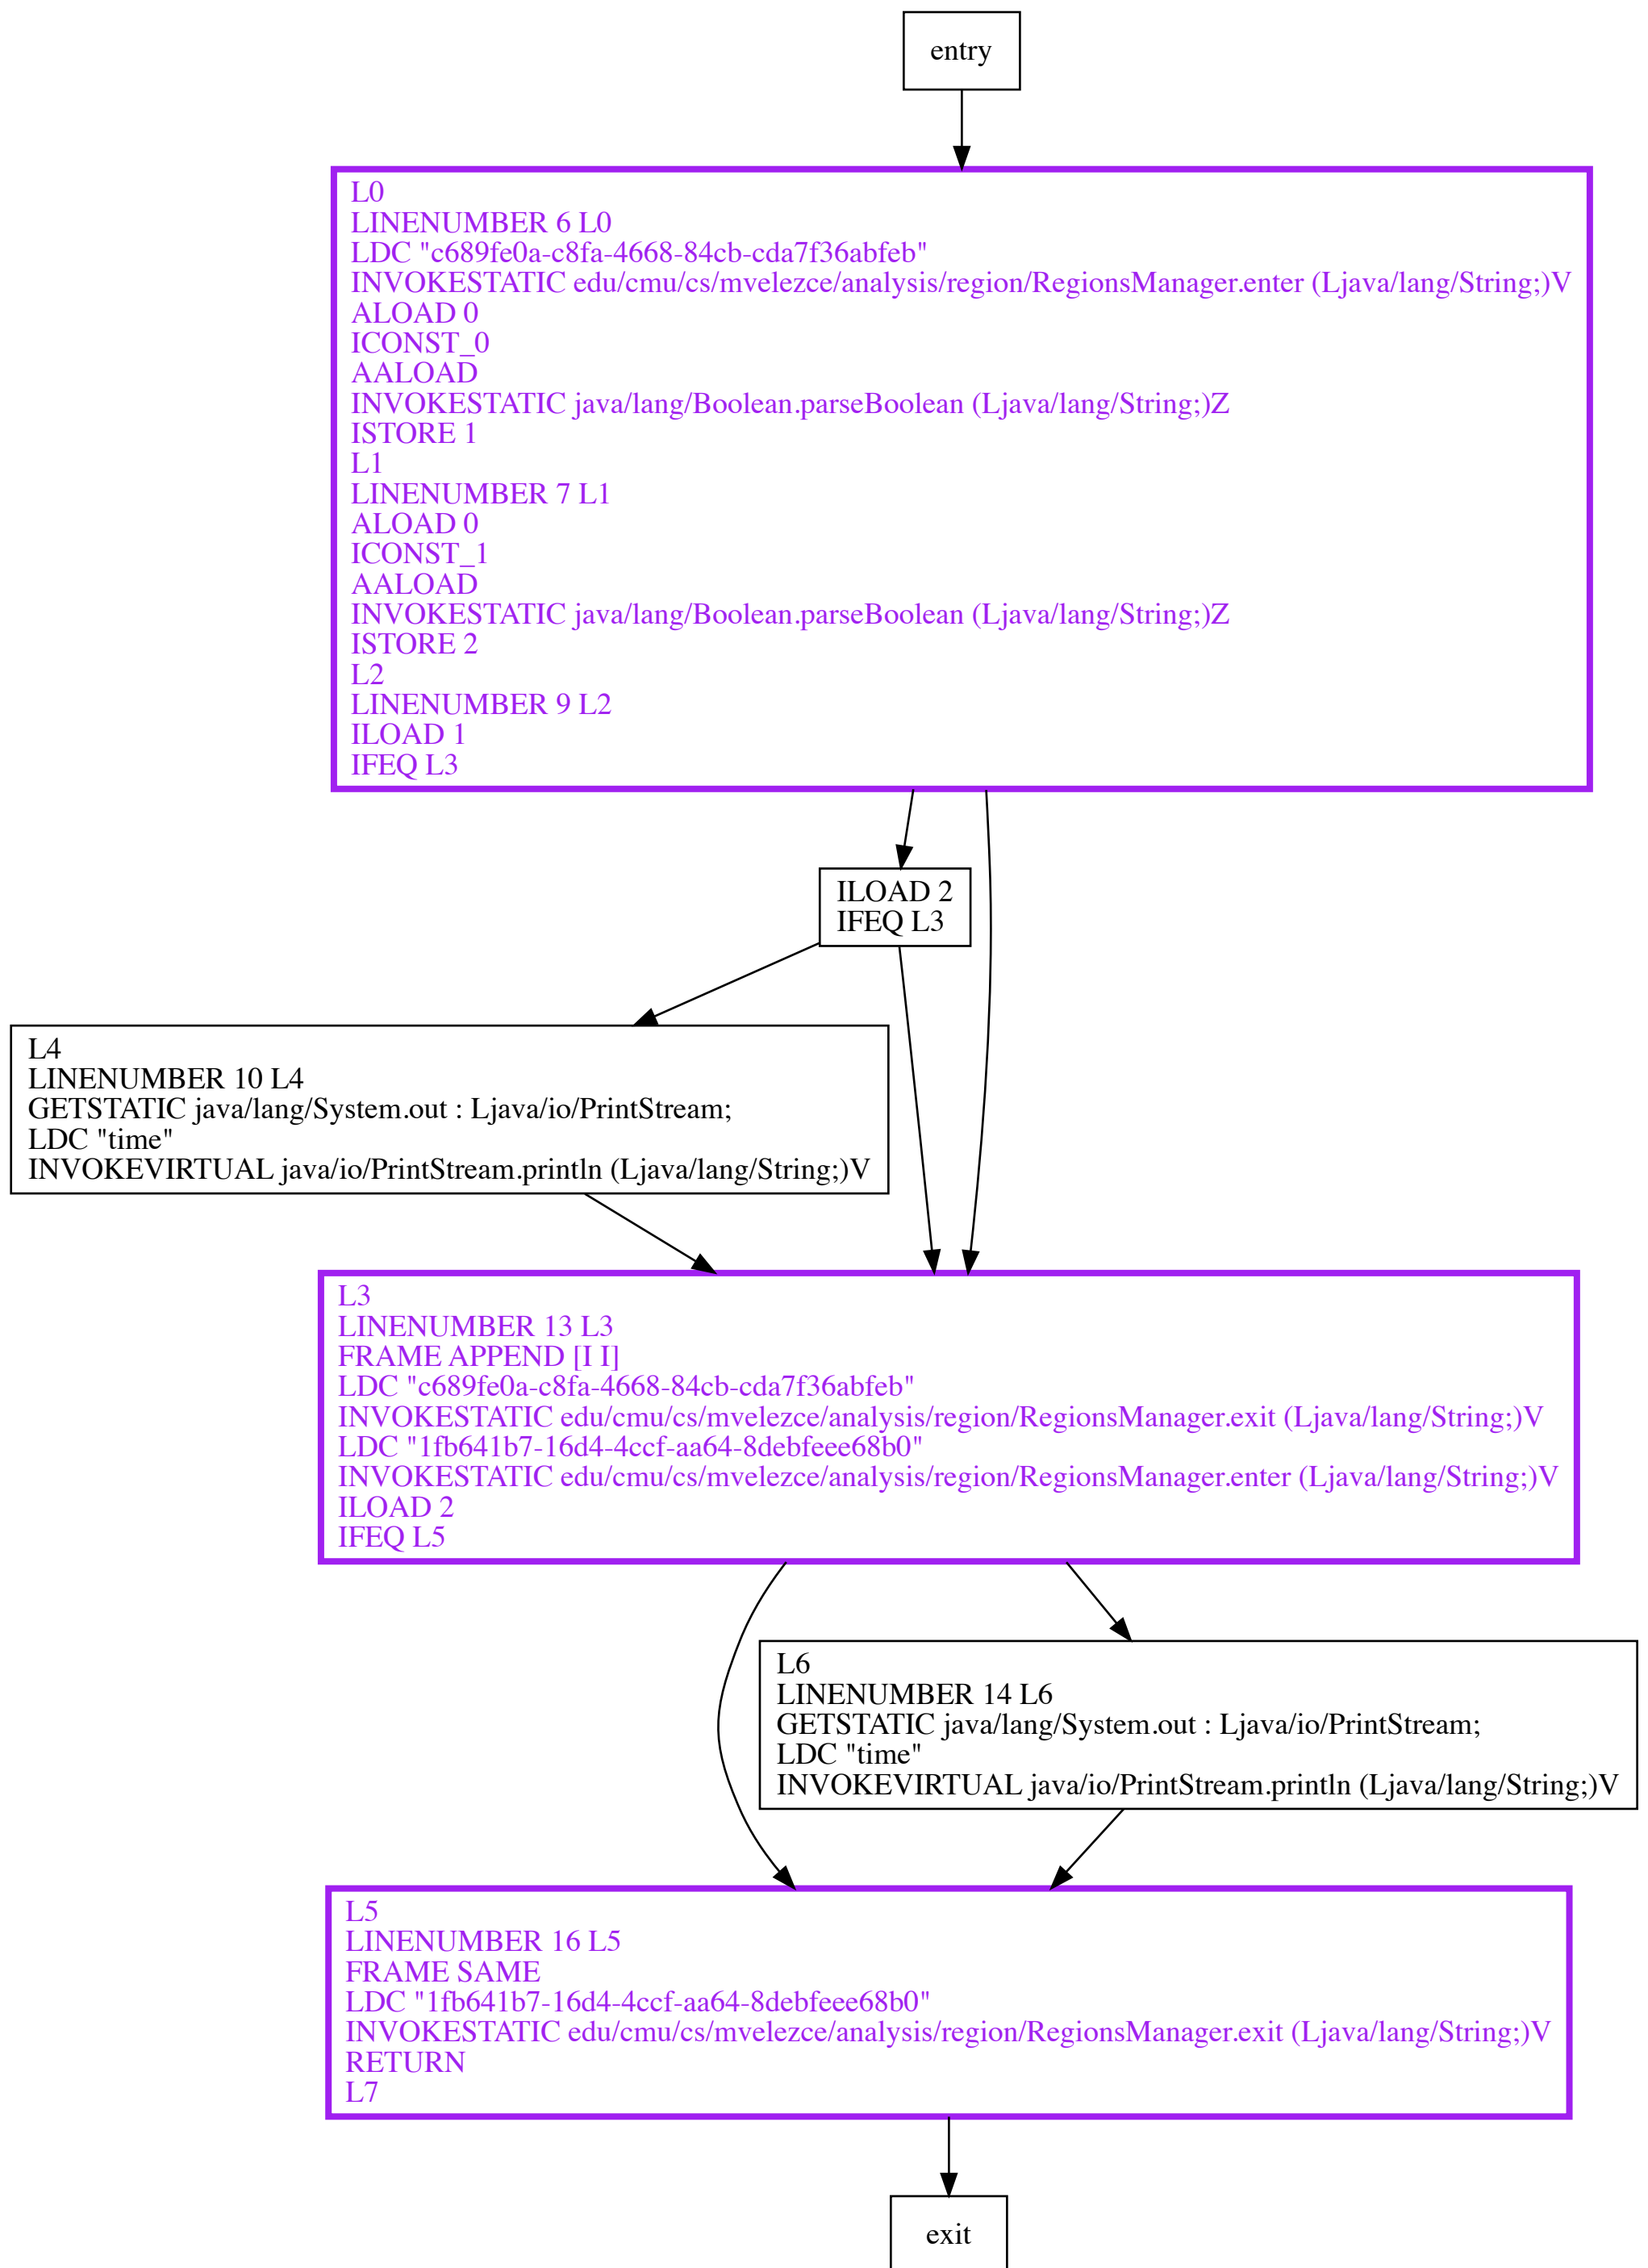 entry
L0
LINENUMBER 6 L0
LDC "c689fe0a-c8fa-4668-84cb-cda7f36abfeb"
INVOKESTATIC edu/cmu/cs/mvelezce/analysis/region/RegionsManager.enter (Ljava/lang/String;)V
ALOAD 0
ICONST_0
AALOAD
INVOKESTATIC java/lang/Boolean.parseBoolean (Ljava/lang/String;)Z
ISTORE 1
L1
LINENUMBER 7 L1
ALOAD 0
ICONST_1
AALOAD
INVOKESTATIC java/lang/Boolean.parseBoolean (Ljava/lang/String;)Z
ISTORE 2
L2
LINENUMBER 9 L2
ILOAD 1
IFEQ L3
ILOAD 2
IFEQ L3
L4
LINENUMBER 10 L4
GETSTATIC java/lang/System.out : Ljava/io/PrintStream;
LDC "time"
INVOKEVIRTUAL java/io/PrintStream.println (Ljava/lang/String;)V
L3
LINENUMBER 13 L3
FRAME APPEND [I I]
LDC "c689fe0a-c8fa-4668-84cb-cda7f36abfeb"
INVOKESTATIC edu/cmu/cs/mvelezce/analysis/region/RegionsManager.exit (Ljava/lang/String;)V
LDC "1fb641b7-16d4-4ccf-aa64-8debfeee68b0"
INVOKESTATIC edu/cmu/cs/mvelezce/analysis/region/RegionsManager.enter (Ljava/lang/String;)V
ILOAD 2
IFEQ L5
L6
LINENUMBER 14 L6
GETSTATIC java/lang/System.out : Ljava/io/PrintStream;
LDC "time"
INVOKEVIRTUAL java/io/PrintStream.println (Ljava/lang/String;)V
L5
LINENUMBER 16 L5
FRAME SAME
LDC "1fb641b7-16d4-4ccf-aa64-8debfeee68b0"
INVOKESTATIC edu/cmu/cs/mvelezce/analysis/region/RegionsManager.exit (Ljava/lang/String;)V
RETURN
L7
exit